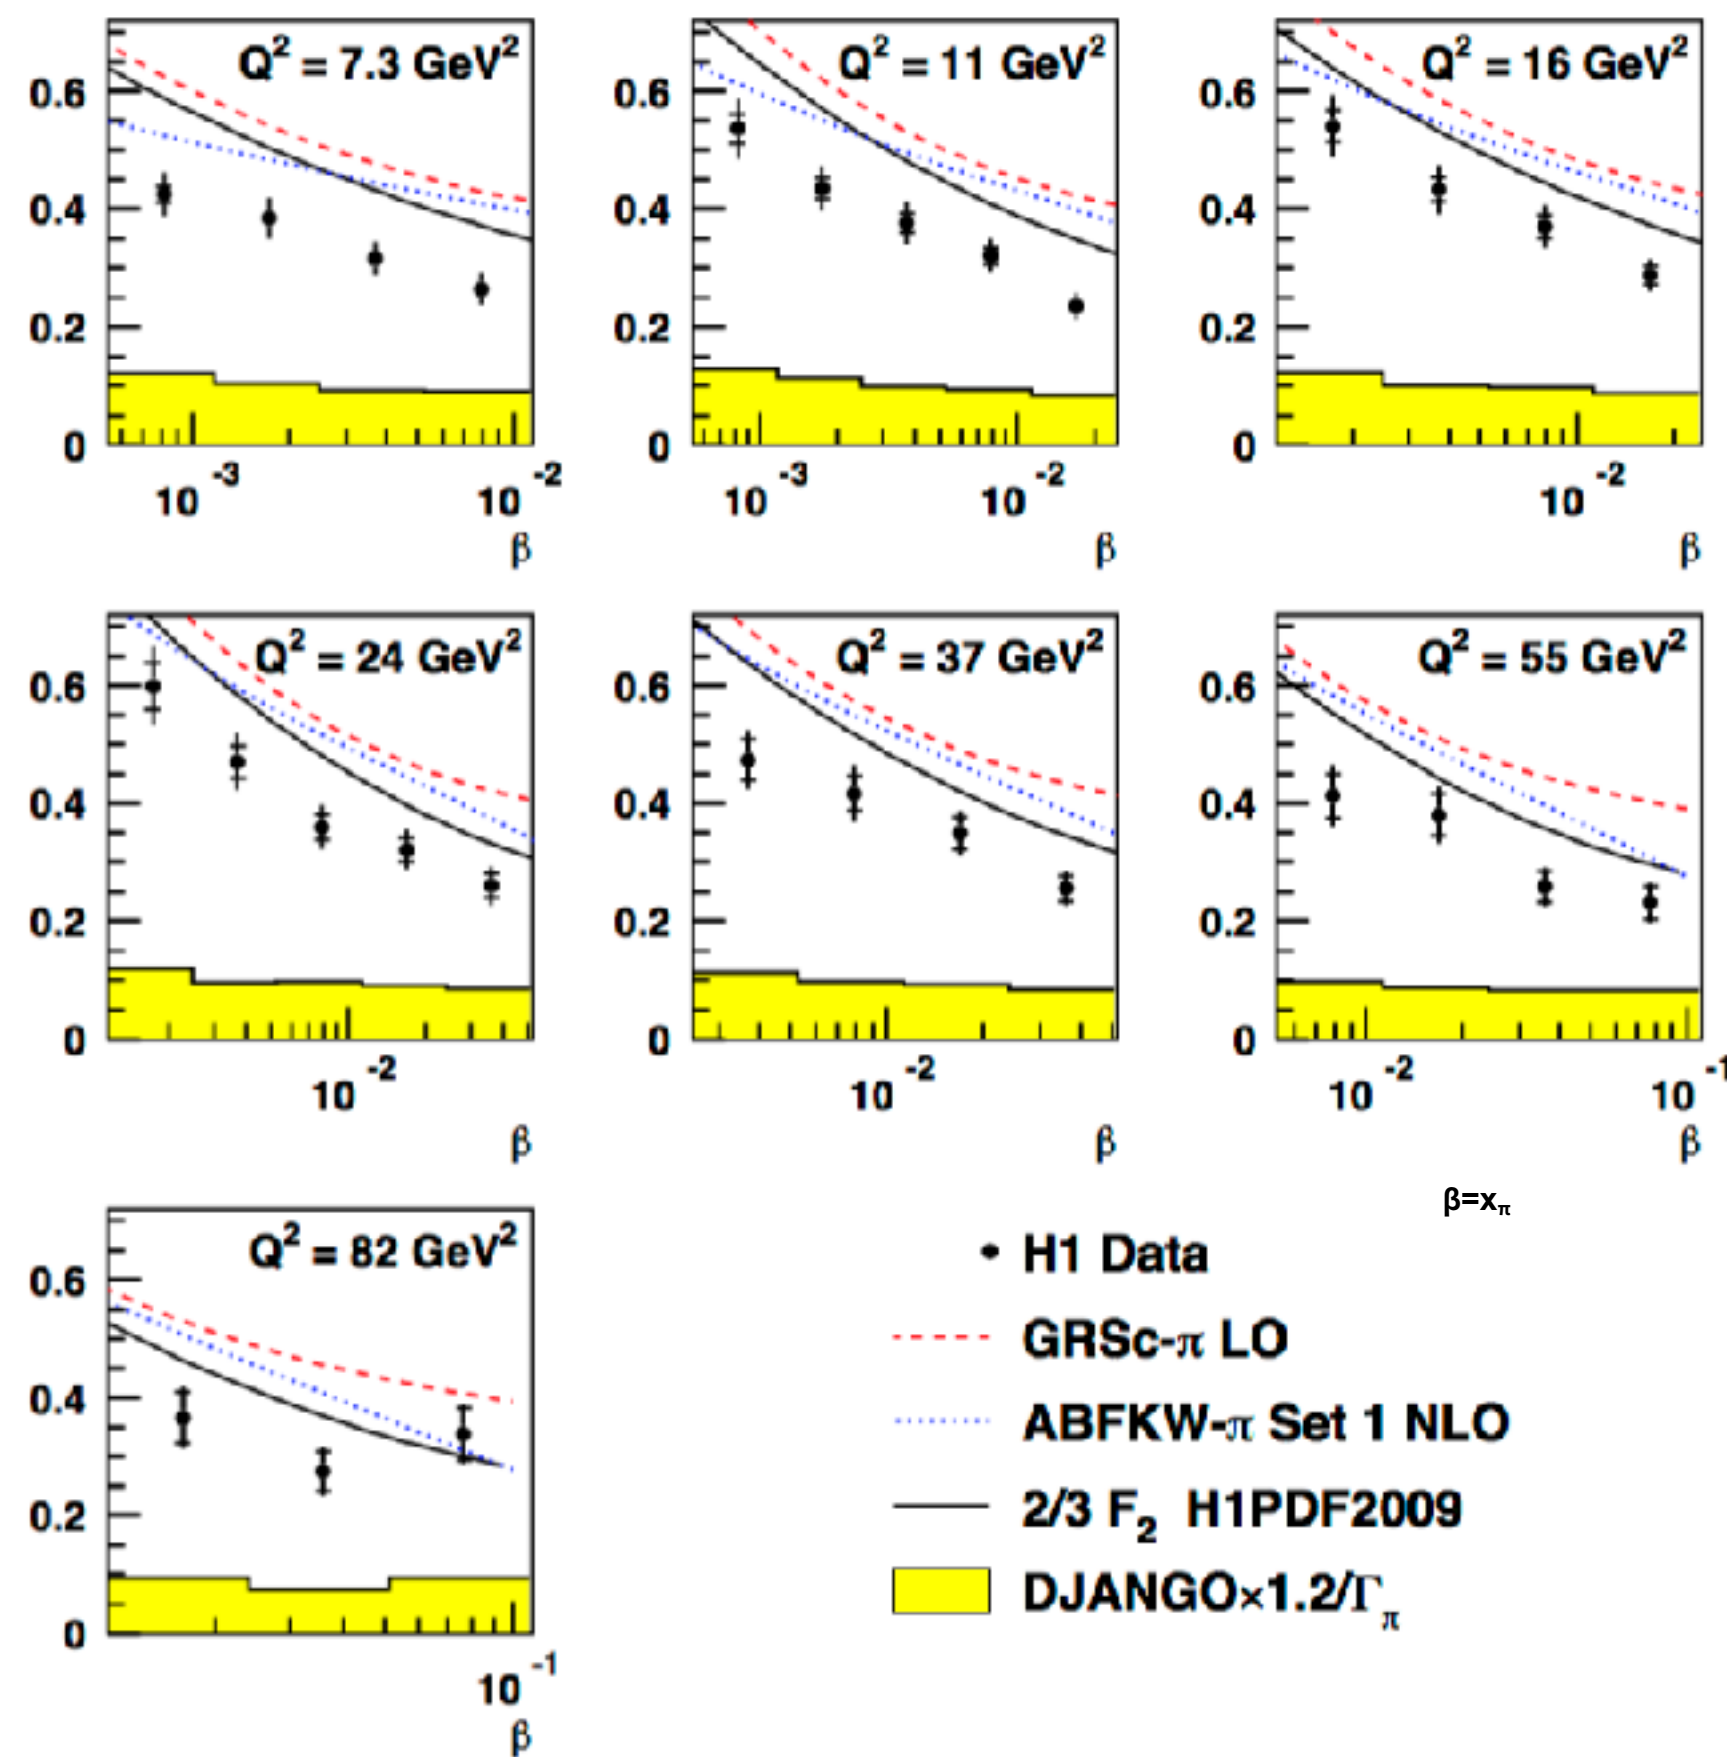 Q² = 7.3 GeV²
0.6
0.4
0.2
0
10⁻³
10⁻²
β
Q² = 11 GeV²
0.6
0.4
0.2
0
10⁻³
10⁻²
β
Q² = 16 GeV²
0.6
0.4
0.2
0
10⁻²
β
Q² = 24 GeV²
0.6
0.4
0.2
0
10⁻²
β
Q² = 37 GeV²
0.6
0.4
0.2
0
10⁻²
β
Q² = 55 GeV²
0.6
0.4
0.2
0
10⁻²
10⁻¹
β
Q² = 82 GeV²
0.6
0.4
0.2
0
10⁻¹
β
β=xπ
H1 Data
GRSc-π LO
ABFKW-π Set 1 NLO
2/3 F₂ H1PDF2009
DJANGO×1.2/Γπ